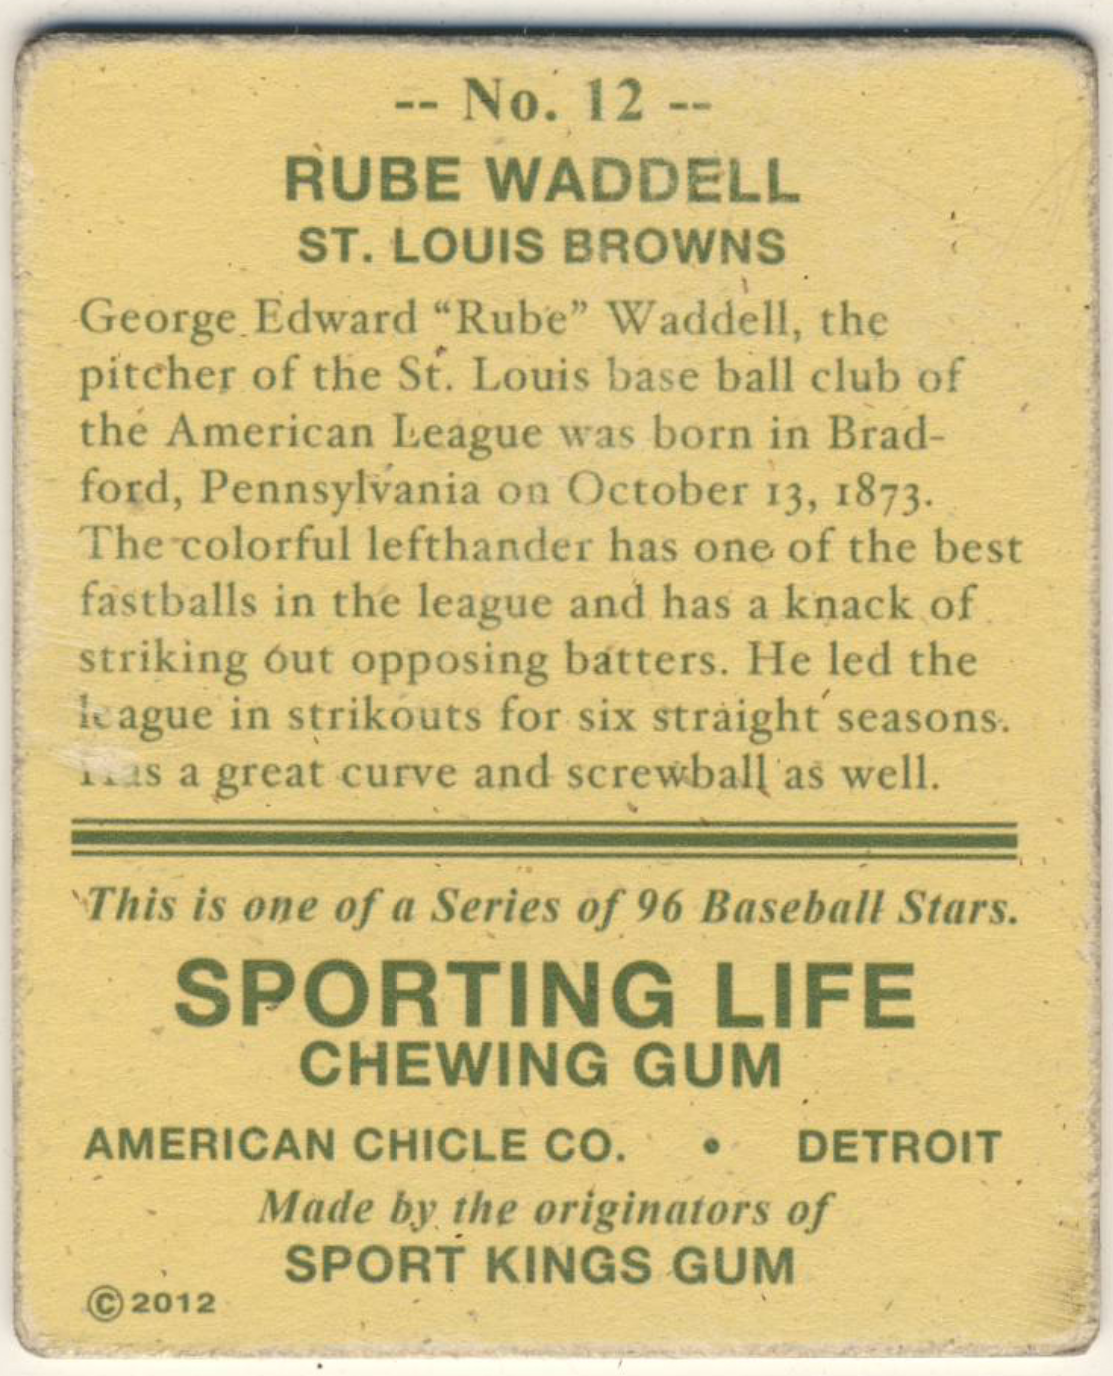 -- No. 12 --
RUBE WADDELL
ST. LOUIS BROWNS
George Edward “Rube” Waddell, the
pitcher of the St. Louis base ball club of
the American League was born in Brad-
ford, Pennsylvania on October 13, 1873.
The colorful lefthander has one of the best
fastballs in the league and has a knack of
striking out opposing batters. He led the
league in strikouts for six straight seasons.
Has a great curve and screwball as well.
This is one of a Series of 96 Baseball Stars.
SPORTING LIFE
CHEWING GUM
AMERICAN CHICLE CO. • DETROIT
Made by the originators of
SPORT KINGS GUM
©2012